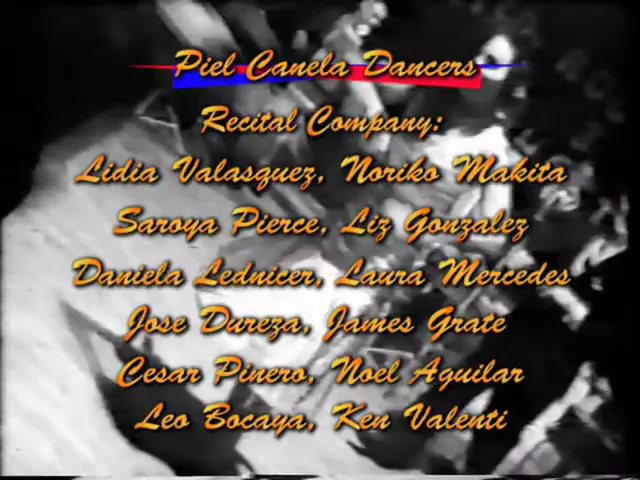 Piel Canela Dancers
Recital Company:
Lidia Valasquez, Noriko Makita
Saroya Pierce, Liz Gonzalez
Daniela Lednicer, Laura Mercedes
Jose Dureza, James Grate
Cesar Pinero, Noel Aguilar
Leo Bocaya, Ken Valenti